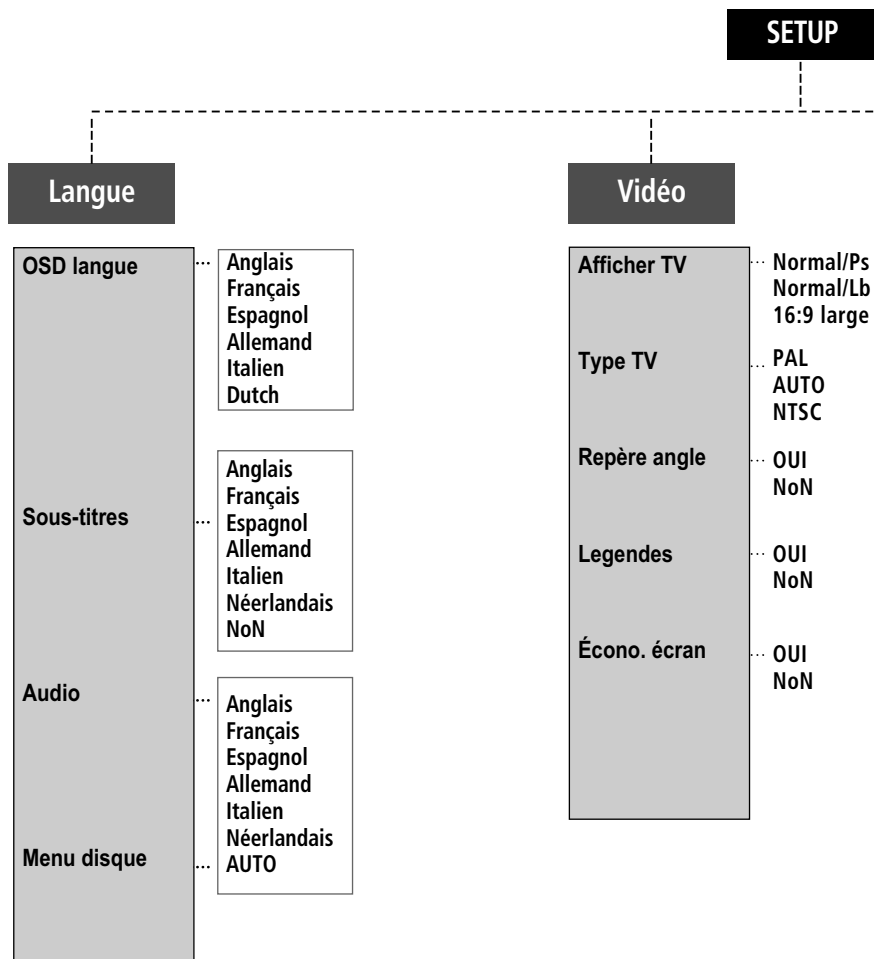 SETUP
Langue
OSD langue
... Anglais
Français
Espagnol
Allemand
Italien
Dutch
Sous-titres
... Anglais
Français
Espagnol
Allemand
Italien
Néerlandais
NoN
Audio
... Anglais
Français
Espagnol
Allemand
Italien
Néerlandais
AUTO
Menu disque
...
Vidéo
Afficher TV
... Normal/Ps
Normal/Lb
16:9 large
Type TV
... PAL
AUTO
NTSC
Repère angle
... OUI
NoN
Legendes
... OUI
NoN
Écono. écran
... OUI
NoN